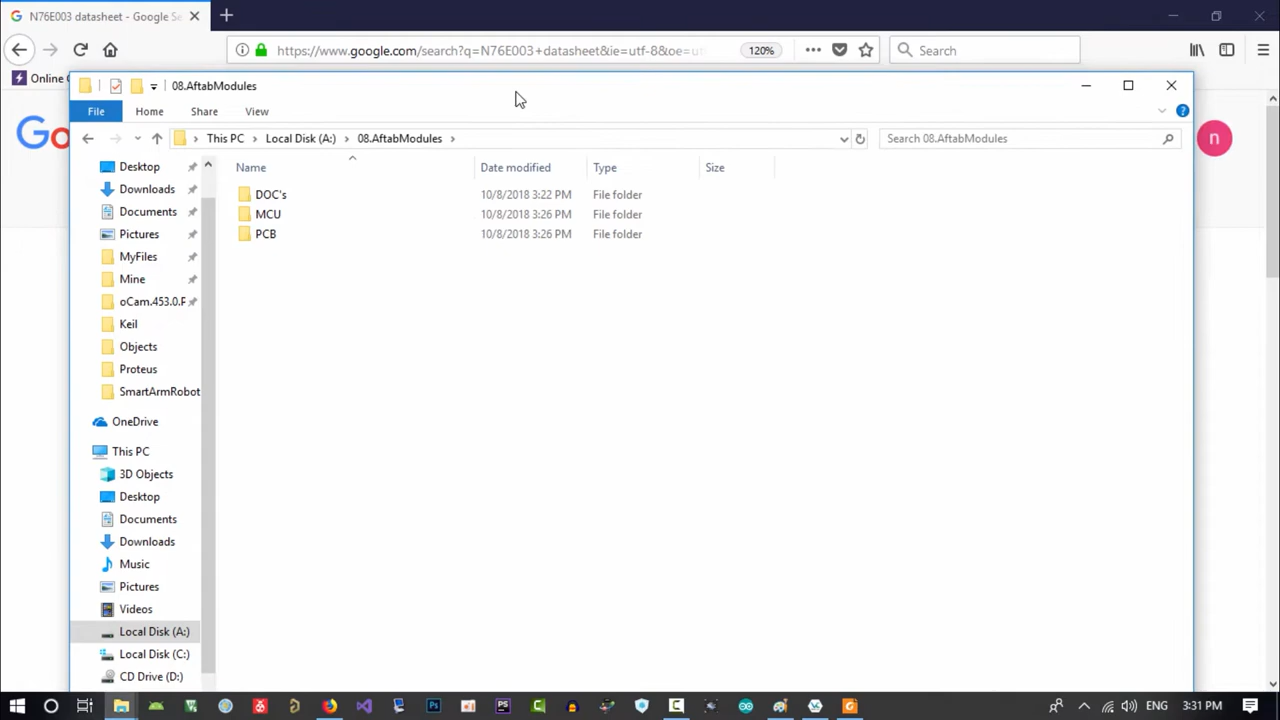 N76E003 datasheet - Google Se
https://www.google.com/search?q=N76E003+datasheet&ie=utf-8&oe=u
120%
Search
Online
08.AftabModules
File Home Share View
This PC Local Disk (A:) 08.AftabModules
Search 08.AftabModules
Go
n
Name Date modified Type Size
DOC's 10/8/2018 3:22 PM File folder
MCU 10/8/2018 3:26 PM File folder
PCB 10/8/2018 3:26 PM File folder
Desktop
Downloads
Documents
Pictures
MyFiles
Mine
oCam.453.0.F
Keil
Objects
Proteus
SmartArmRobot
OneDrive
This PC
3D Objects
Desktop
Documents
Downloads
Music
Pictures
Videos
Local Disk (A:)
Local Disk (C:)
CD Drive (D:)
Ps
PS
ENG 3:31 PM